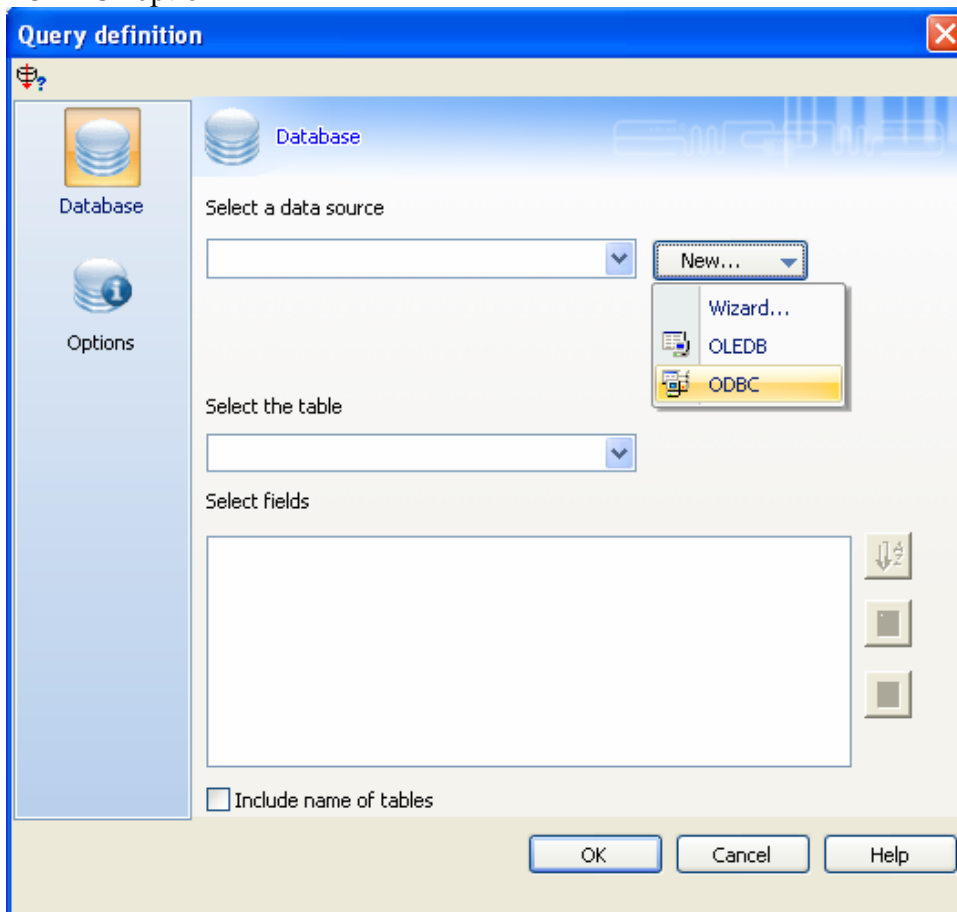 Query definition
Database
Database
Select a data source
New...
Wizard...
Options
OLEDB
ODBC
Select the table
Select fields
Include name of tables
OK
Cancel
Help